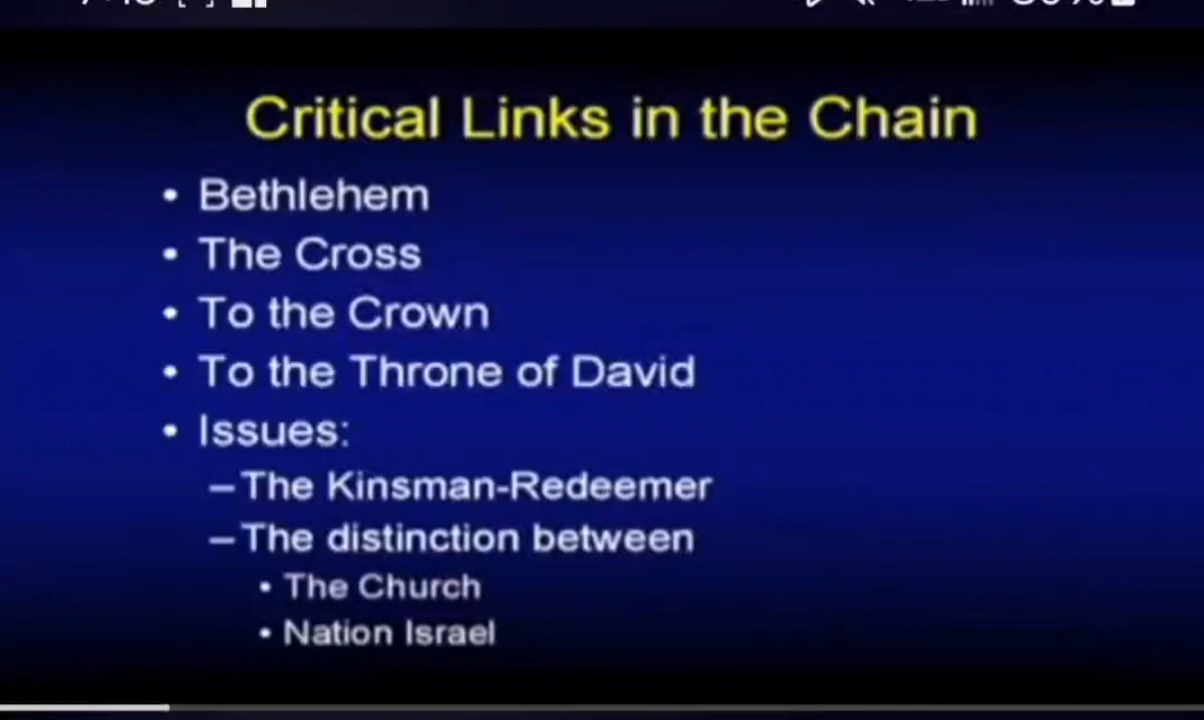 Critical Links in the Chain
• Bethlehem
• The Cross
• To the Crown
• To the Throne of David
• Issues:
– The Kinsman-Redeemer
– The distinction between
• The Church
• Nation Israel